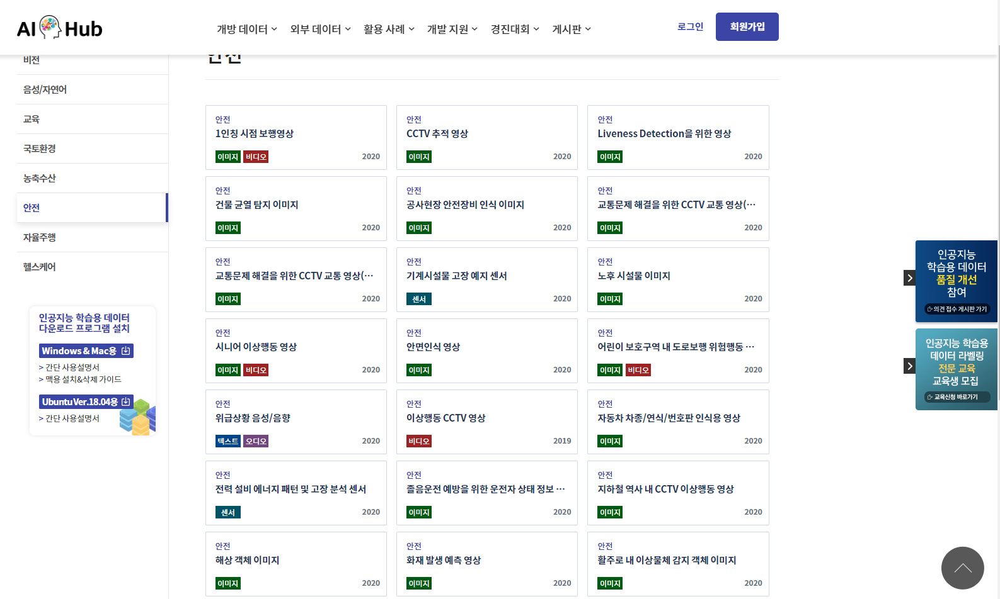 AI Hub
개방 데이터
외부 데이터
활용 사례
개발 지원
경진대회
게시판
로그인
회원가입
안전
비전
음성/자연어
교육
국토환경
농축수산
안전
자율주행
헬스케어
인공지능 학습용 데이터
다운로드 프로그램 설치
Windows & Mac용
> 간단 사용설명서
> 맥용 설치&삭제 가이드
Ubuntu Ver.18.04용
> 간단 사용설명서
안전
1인칭 시점 보행영상
이미지 비디오 2020
안전
CCTV 추적 영상
이미지 2020
안전
Liveness Detection을 위한 영상
이미지 2020
안전
건물 균열 탐지 이미지
이미지 2020
안전
공사현장 안전장비 인식 이미지
이미지 2020
안전
교통문제 해결을 위한 CCTV 교통 영상(···
이미지 2020
안전
교통문제 해결을 위한 CCTV 교통 영상(···
이미지 2020
안전
기계시설물 고장 예지 센서
센서 2020
안전
노후 시설물 이미지
이미지 2020
안전
시니어 이상행동 영상
이미지 비디오 2020
안전
안면인식 영상
이미지 2020
안전
어린이 보호구역 내 도로보행 위험행동 ···
이미지 비디오 2020
안전
위급상황 음성/음향
텍스트 오디오 2020
안전
이상행동 CCTV 영상
비디오 2019
안전
자동차 차종/연식/번호판 인식용 영상
이미지 2020
안전
전력 설비 에너지 패턴 및 고장 분석 센서
센서 2020
안전
졸음운전 예방을 위한 운전자 상태 정보 ···
이미지 2020
안전
지하철 역사 내 CCTV 이상행동 영상
이미지 2020
안전
해상 객체 이미지
이미지 2020
안전
화재 발생 예측 영상
이미지 2020
안전
활주로 내 이상물체 감지 객체 이미지
이미지 2020
인공지능
학습용 데이터
품질 개선
참여
의견 접수 게시판 가기
인공지능 학습용
데이터 라벨링
전문 교육
교육생 모집
교육신청 바로가기